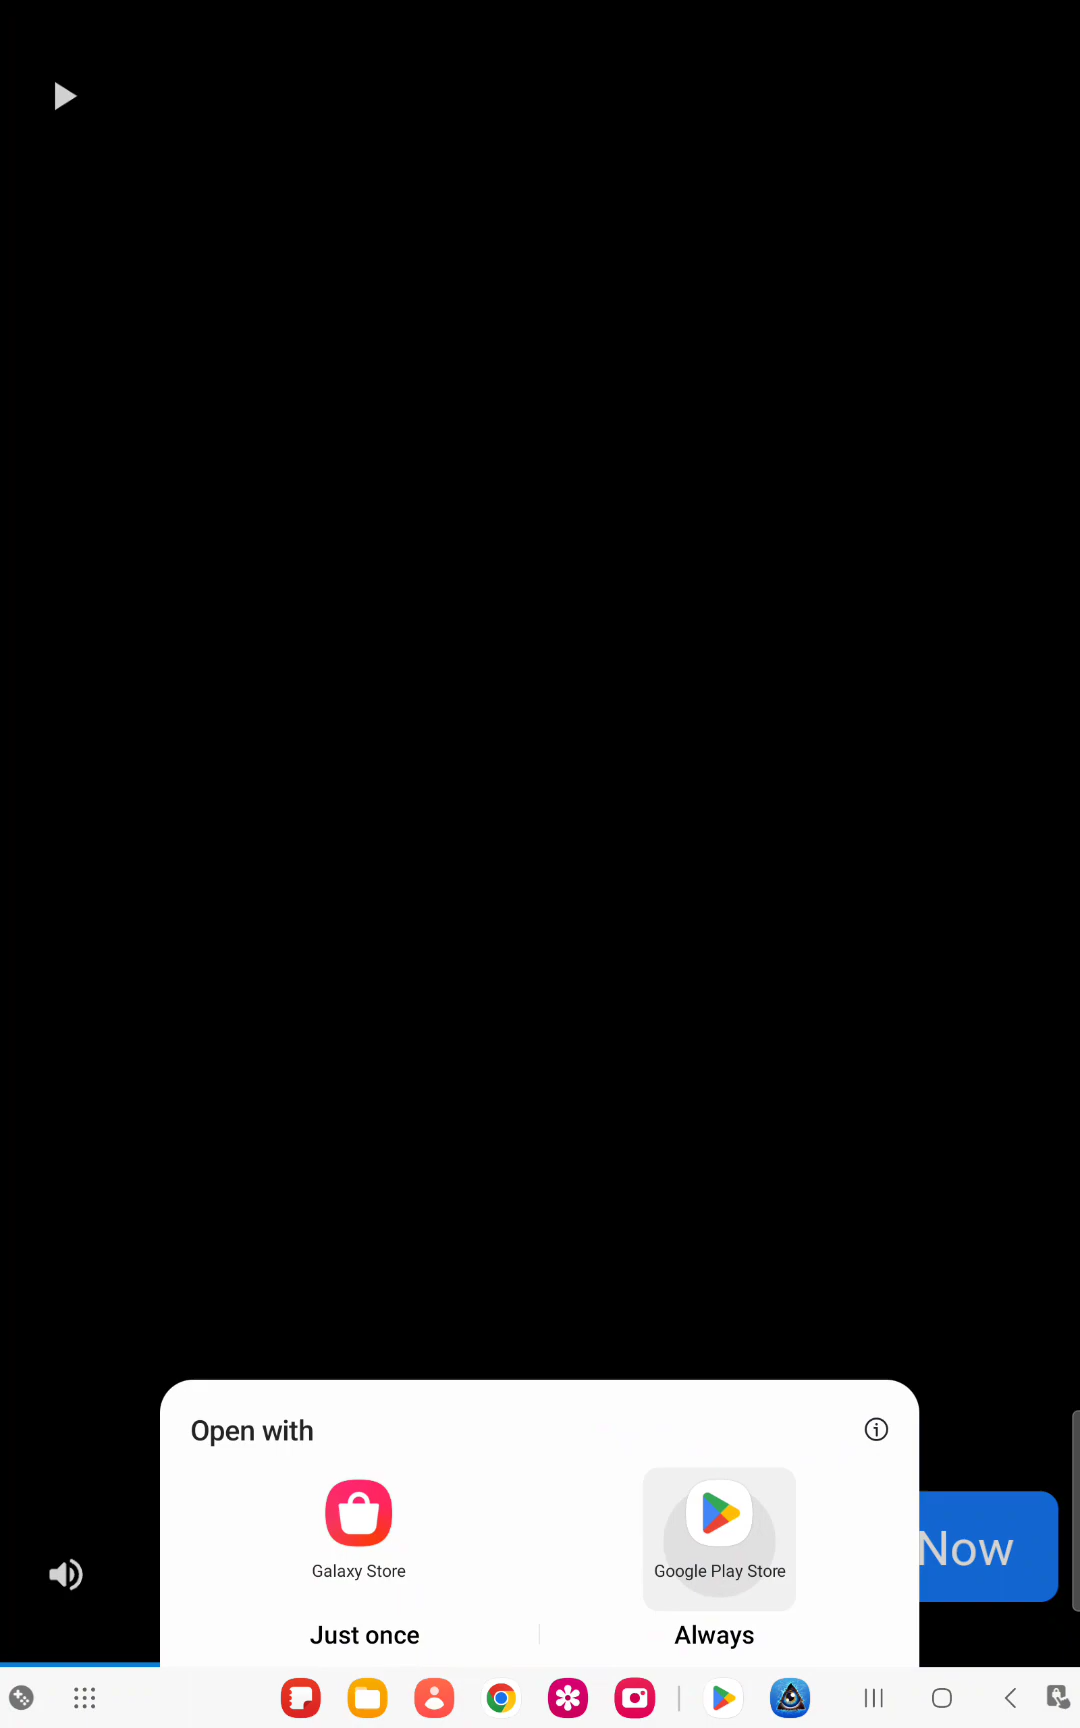 Open with
Galaxy Store
Google Play Store
Now
Just once
Always